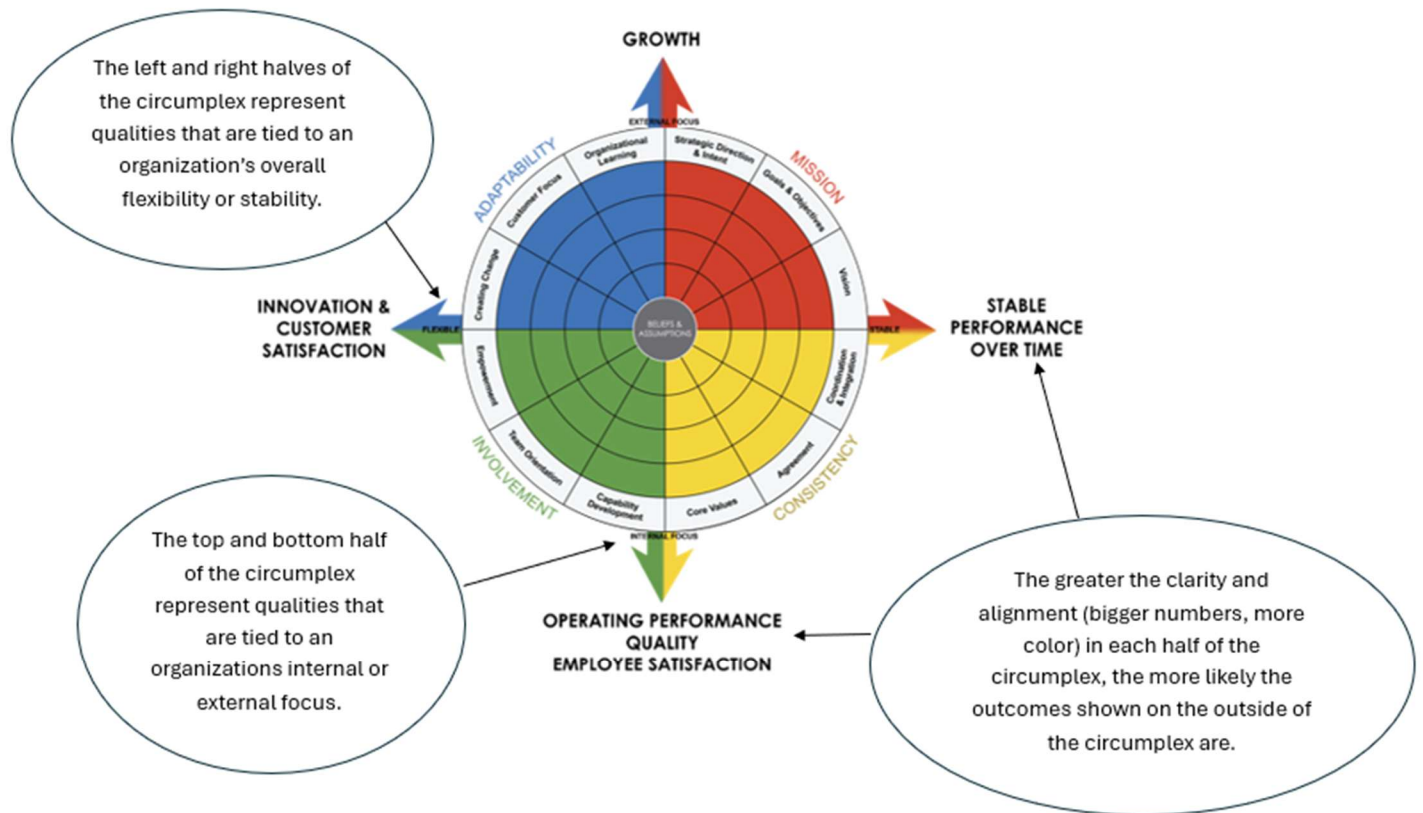 The left and right halves of
the circumplex represent
qualities that are tied to an
organization's overall
flexibility or stability.
GROWTH
EXTERNAL FOCUS
ADAPTABILITY
MISSION
Organizational
Learning
Strategic Direction
& Intent
Customer Focus
Goals & Objectives
Creating Change
Vision
INNOVATION &
CUSTOMER
SATISFACTION
FLEXIBLE
BELIEFS &
ASSUMPTIONS
STABLE
STABLE
PERFORMANCE
OVER TIME
Empowerment
Coordination
& Integration
Team Orientation
Agreement
Capability
Development
Core Values
INVOLVEMENT
CONSISTENCY
INTERNAL FOCUS
OPERATING PERFORMANCE
QUALITY
EMPLOYEE SATISFACTION
The top and bottom half
of the circumplex
represent qualities that
are tied to an
organizations internal or
external focus.
The greater the clarity and
alignment (bigger numbers, more
color) in each half of the
circumplex, the more likely the
outcomes shown on the outside of
the circumplex are.